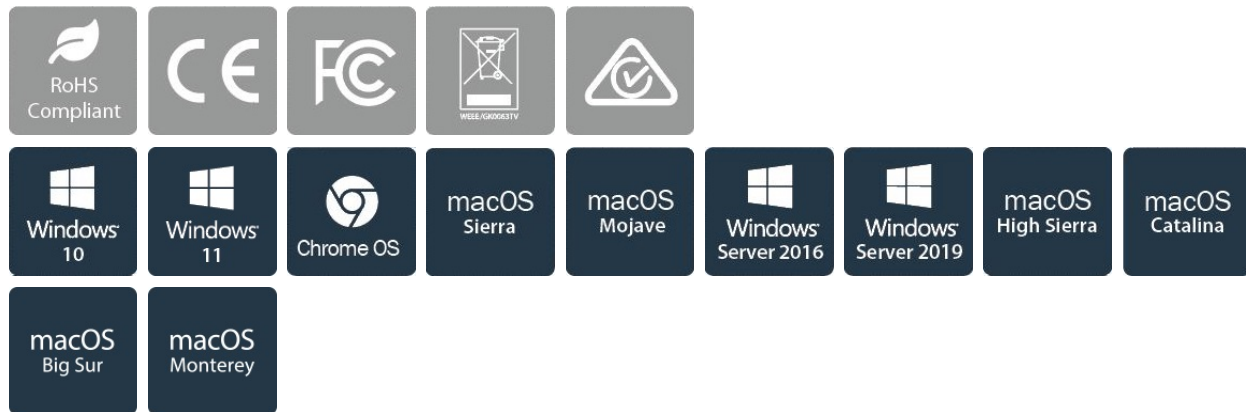 RoHS
Compliant
CE
FC
WEEE/GK0083TV
Windows
10
Windows
11
Chrome OS
macOS
Sierra
macOS
Mojave
Windows
Server 2016
Windows
Server 2019
macOS
High Sierra
macOS
Catalina
macOS
Big Sur
macOS
Monterey